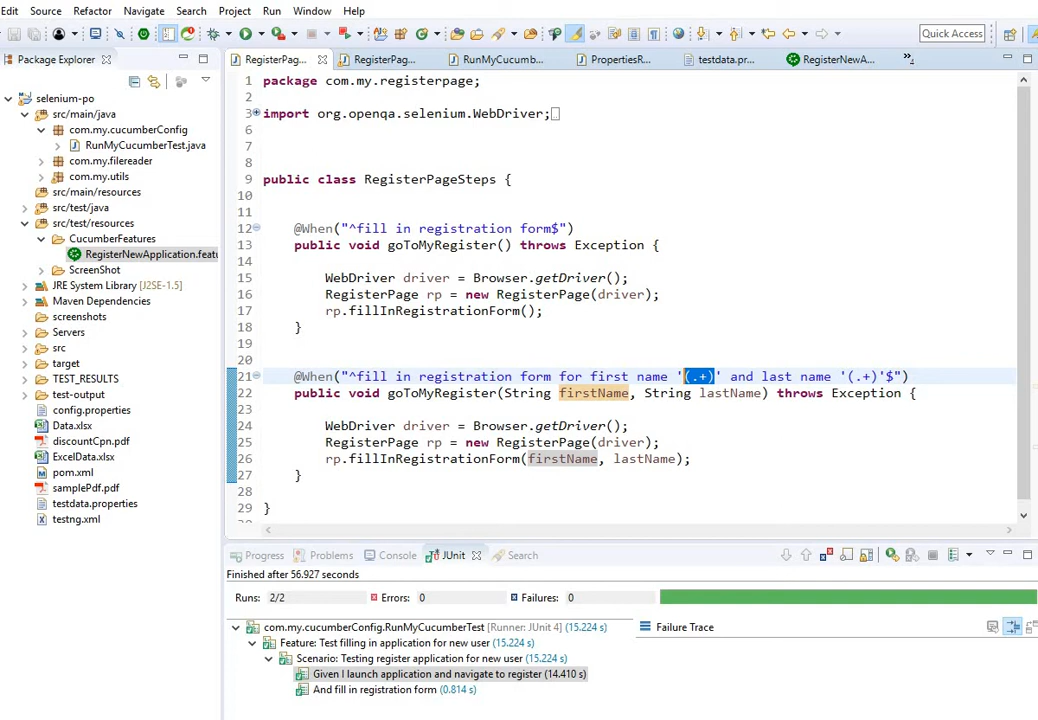 Edit Source Refactor Navigate Search Project Run Window Help
Quick Access
Package Explorer
RegisterPag...
RegisterPag...
RunMyCucumb...
PropertiesR...
testdata.pr...
RegisterNewA...
selenium-po
src/main/java
com.my.cucumberConfig
RunMyCucumberTest.java
com.my.filereader
com.my.utils
src/main/resources
src/test/java
src/test/resources
CucumberFeatures
RegisterNewApplication.featu
ScreenShot
JRE System Library [J2SE-1.5]
Maven Dependencies
screenshots
Servers
src
target
TEST_RESULTS
test-output
config.properties
Data.xlsx
discountCpn.pdf
ExcelData.xlsx
pom.xml
samplePdf.pdf
testdata.properties
testng.xml
1 package com.my.registerpage;
2
3 import org.openqa.selenium.WebDriver;
6
7
8
9 public class RegisterPageSteps {
10
11
12 @When("^fill in registration form$")
13 public void goToMyRegister() throws Exception {
14
15 WebDriver driver = Browser.getDriver();
16 RegisterPage rp = new RegisterPage(driver);
17 rp.fillInRegistrationForm();
18 }
19
20
21 @When("^fill in registration form for first name '(.+)' and last name '(.+)'$")
22 public void goToMyRegister(String firstName, String lastName) throws Exception {
23
24 WebDriver driver = Browser.getDriver();
25 RegisterPage rp = new RegisterPage(driver);
26 rp.fillInRegistrationForm(firstName, lastName);
27 }
28
29 }
Progress Problems Console JUnit Search
Finished after 56.927 seconds
Runs: 2/2 Errors: 0 Failures: 0
com.my.cucumberConfig.RunMyCucumberTest [Runner: JUnit 4] (15.224 s)
Feature: Test filling in application for new user (15.224 s)
Scenario: Testing register application for new user (15.224 s)
Given I launch application and navigate to register (14.410 s)
And fill in registration form (0.814 s)
Failure Trace